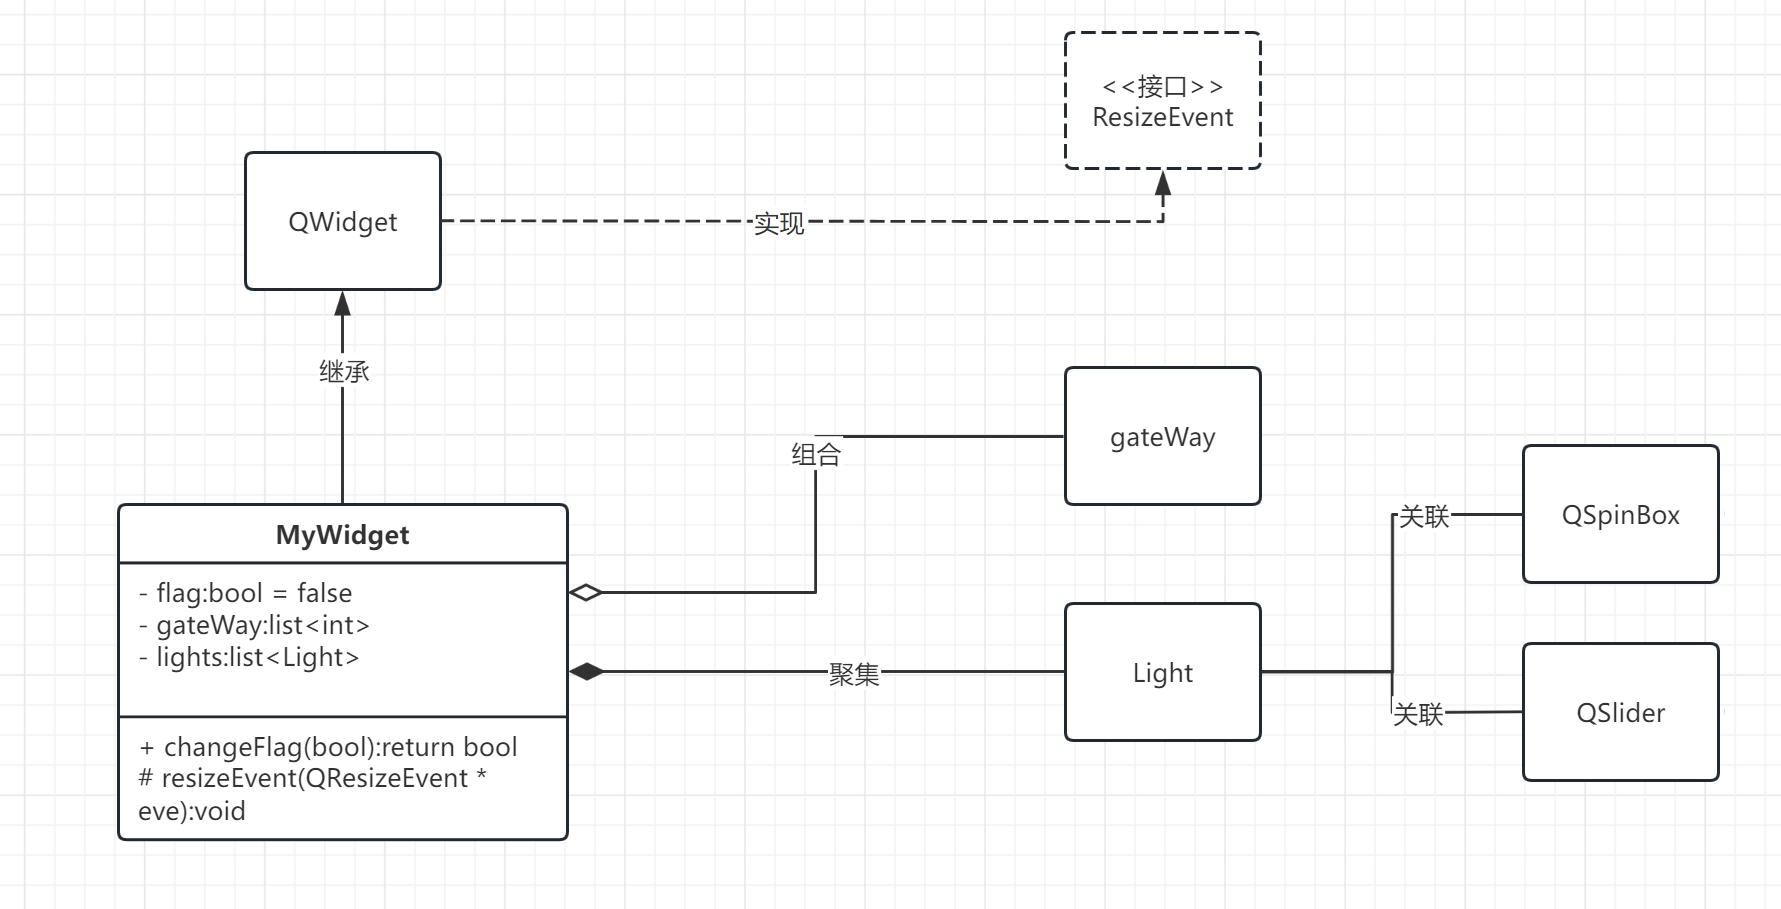 <<接口>>
ResizeEvent
QWidget
实现
继承
gateWay
组合
QSpinBox
关联
MyWidget
- flag:bool = false
- gateWay:list<int>
- lights:list<Light>
聚集
Light
QSlider
关联
+ changeFlag(bool):return bool
# resizeEvent(QResizeEvent *
eve):void